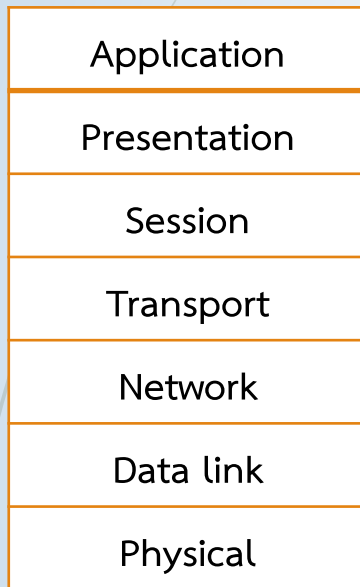 Application
Presentation
Session
Transport
Network
Data link
Physical